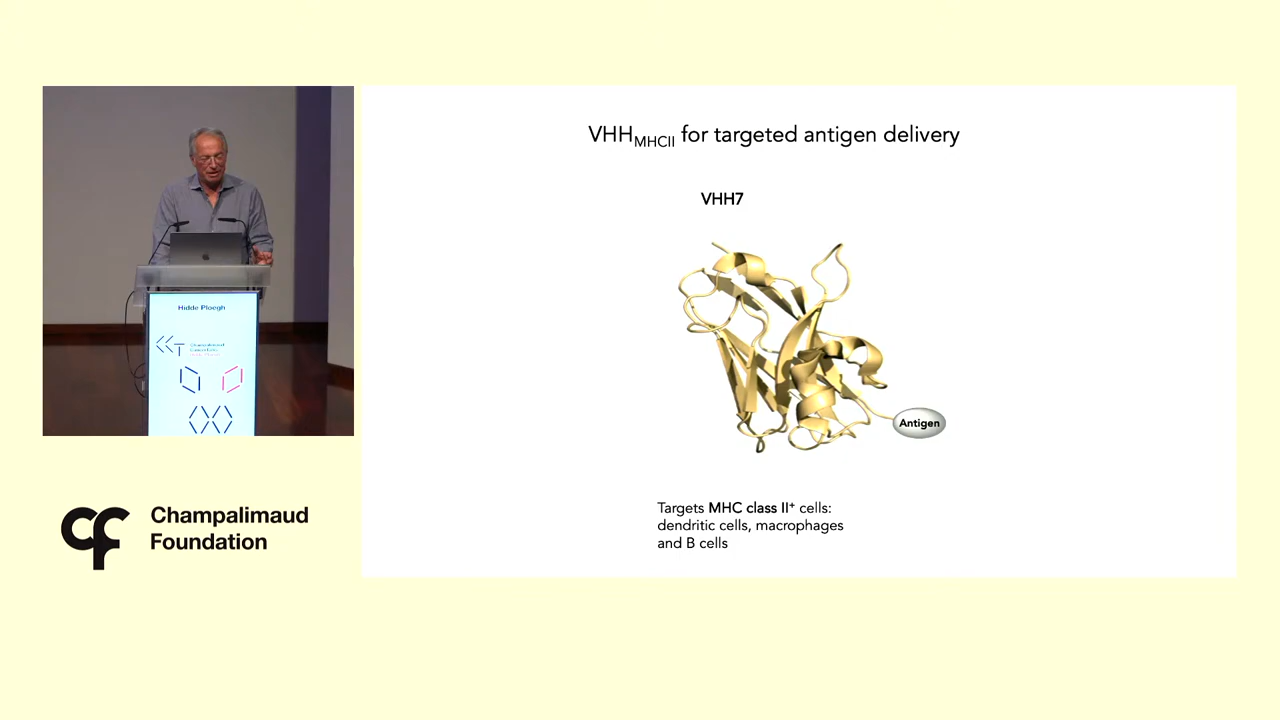 VHHMHCII for targeted antigen delivery
VHH7
Antigen
Targets MHC class II+ cells:
dendritic cells, macrophages
and B cells
Hidde Ploegh
Champalimaud
Foundation